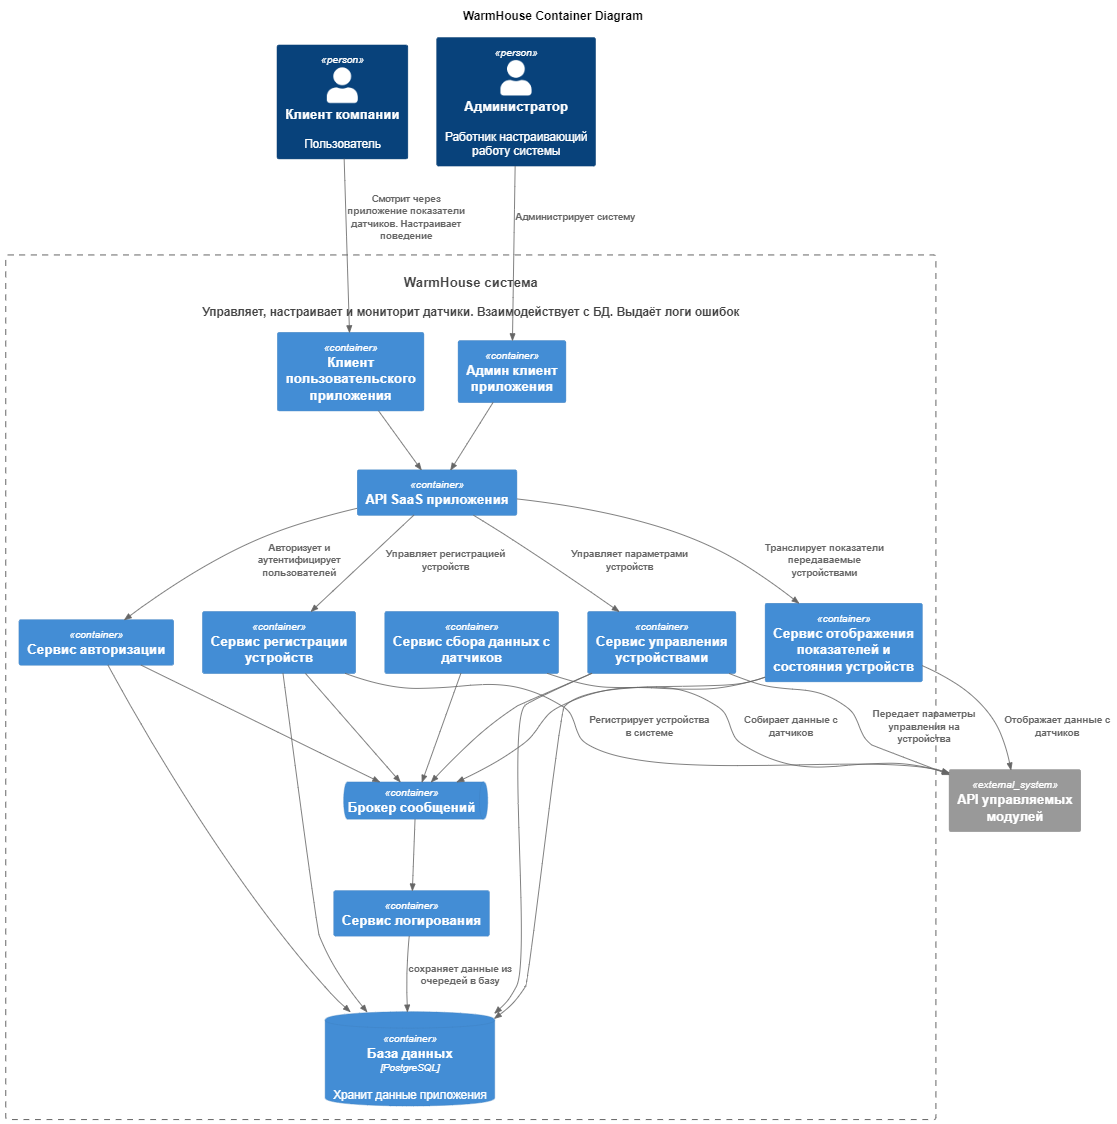 WarmHouse Container Diagram
«person»
Клиент компании
Пользователь
«person»
Администратор
Работник настраивающий
работу системы
Смотрит через
приложение показатели
датчиков. Настраивает
поведение
Администрирует систему
WarmHouse система
Управляет, настраивает и мониторит датчики. Взаимодействует с БД. Выдаёт логи ошибок
«container»
Клиент
пользовательского
приложения
«container»
Админ клиент
приложения
«container»
API SaaS приложения
Авторизует и
аутентифицирует
пользователей
Управляет регистрацией
устройств
Управляет параметрами
устройств
Транслирует показатели
передаваемые
устройствами
«container»
Сервис авторизации
«container»
Сервис регистрации
устройств
«container»
Сервис сбора данных с
датчиков
«container»
Сервис управления
устройствами
«container»
Сервис отображения
показателей и
состояния устройств
Регистрирует устройства
в системе
Собирает данные с
датчиков
Передает параметры
управления на
устройства
Отображает данные с
датчиков
«container»
Брокер сообщений
«external_system»
API управляемых
модулей
«container»
Сервис логирования
сохраняет данные из
очередей в базу
«container»
База данных
[PostgreSQL]
Хранит данные приложения